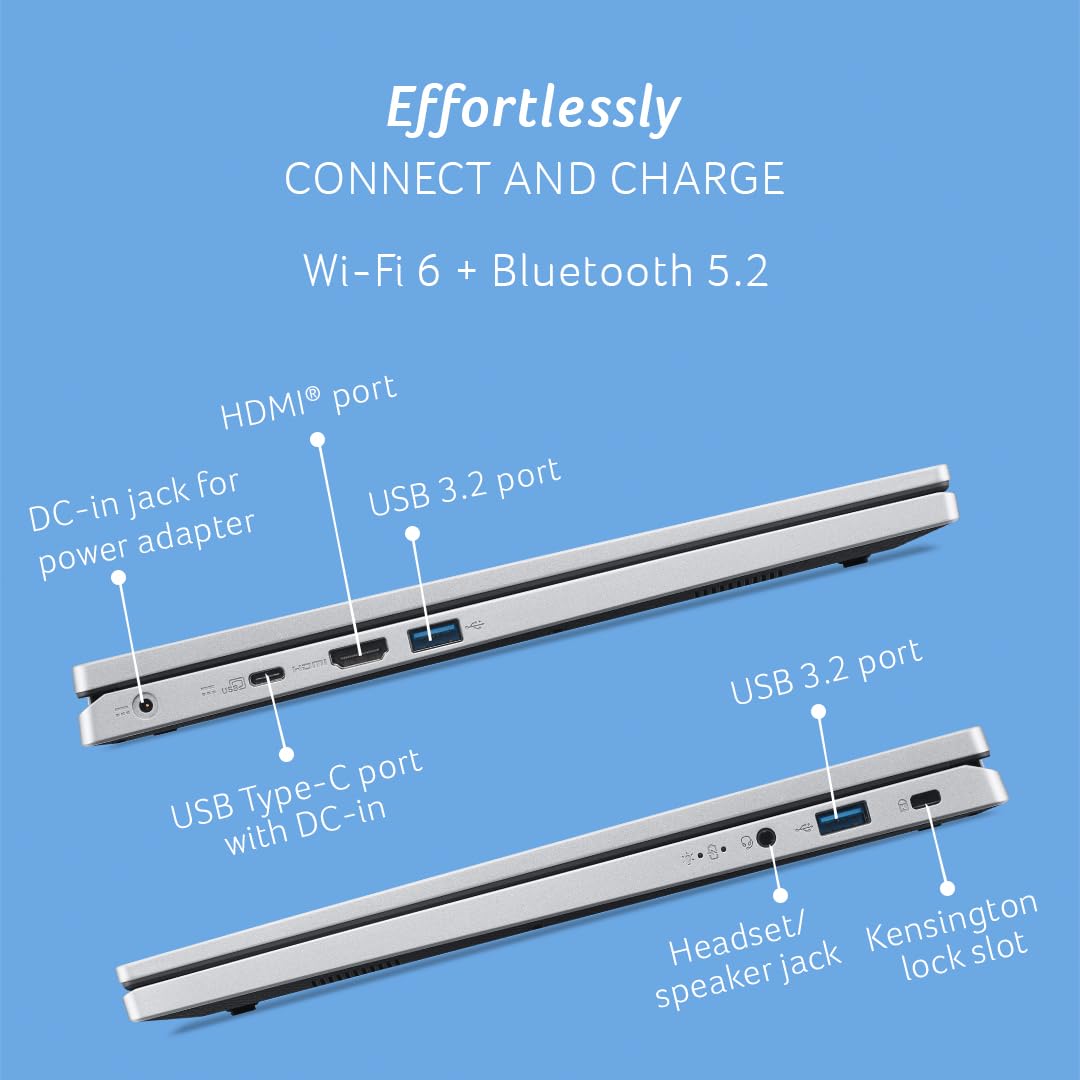 Effortlessly
CONNECT AND CHARGE
Wi-Fi 6 + Bluetooth 5.2
HDMI® port
USB 3.2 port
DC-in jack for
power adapter
HDMI
USB
USB Type-C port
with DC-in
USB 3.2 port
Headset/
speaker jack
Kensington
lock slot